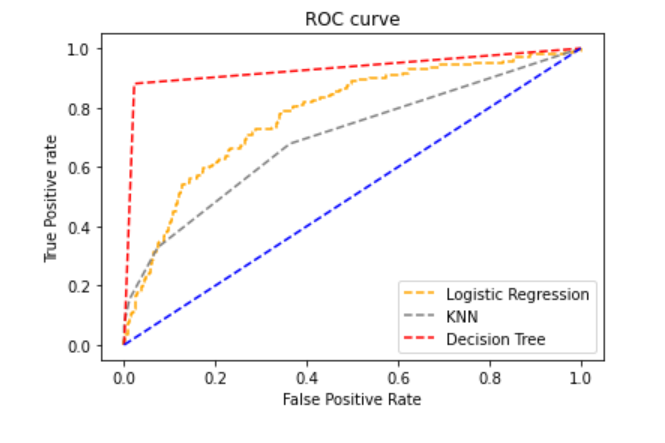 ROC curve
1.0
0.8
0.6
0.4
0.2
0.0
True Positive rate
0.0 0.2 0.4 0.6 0.8 1.0
False Positive Rate
Logistic Regression
KNN
Decision Tree